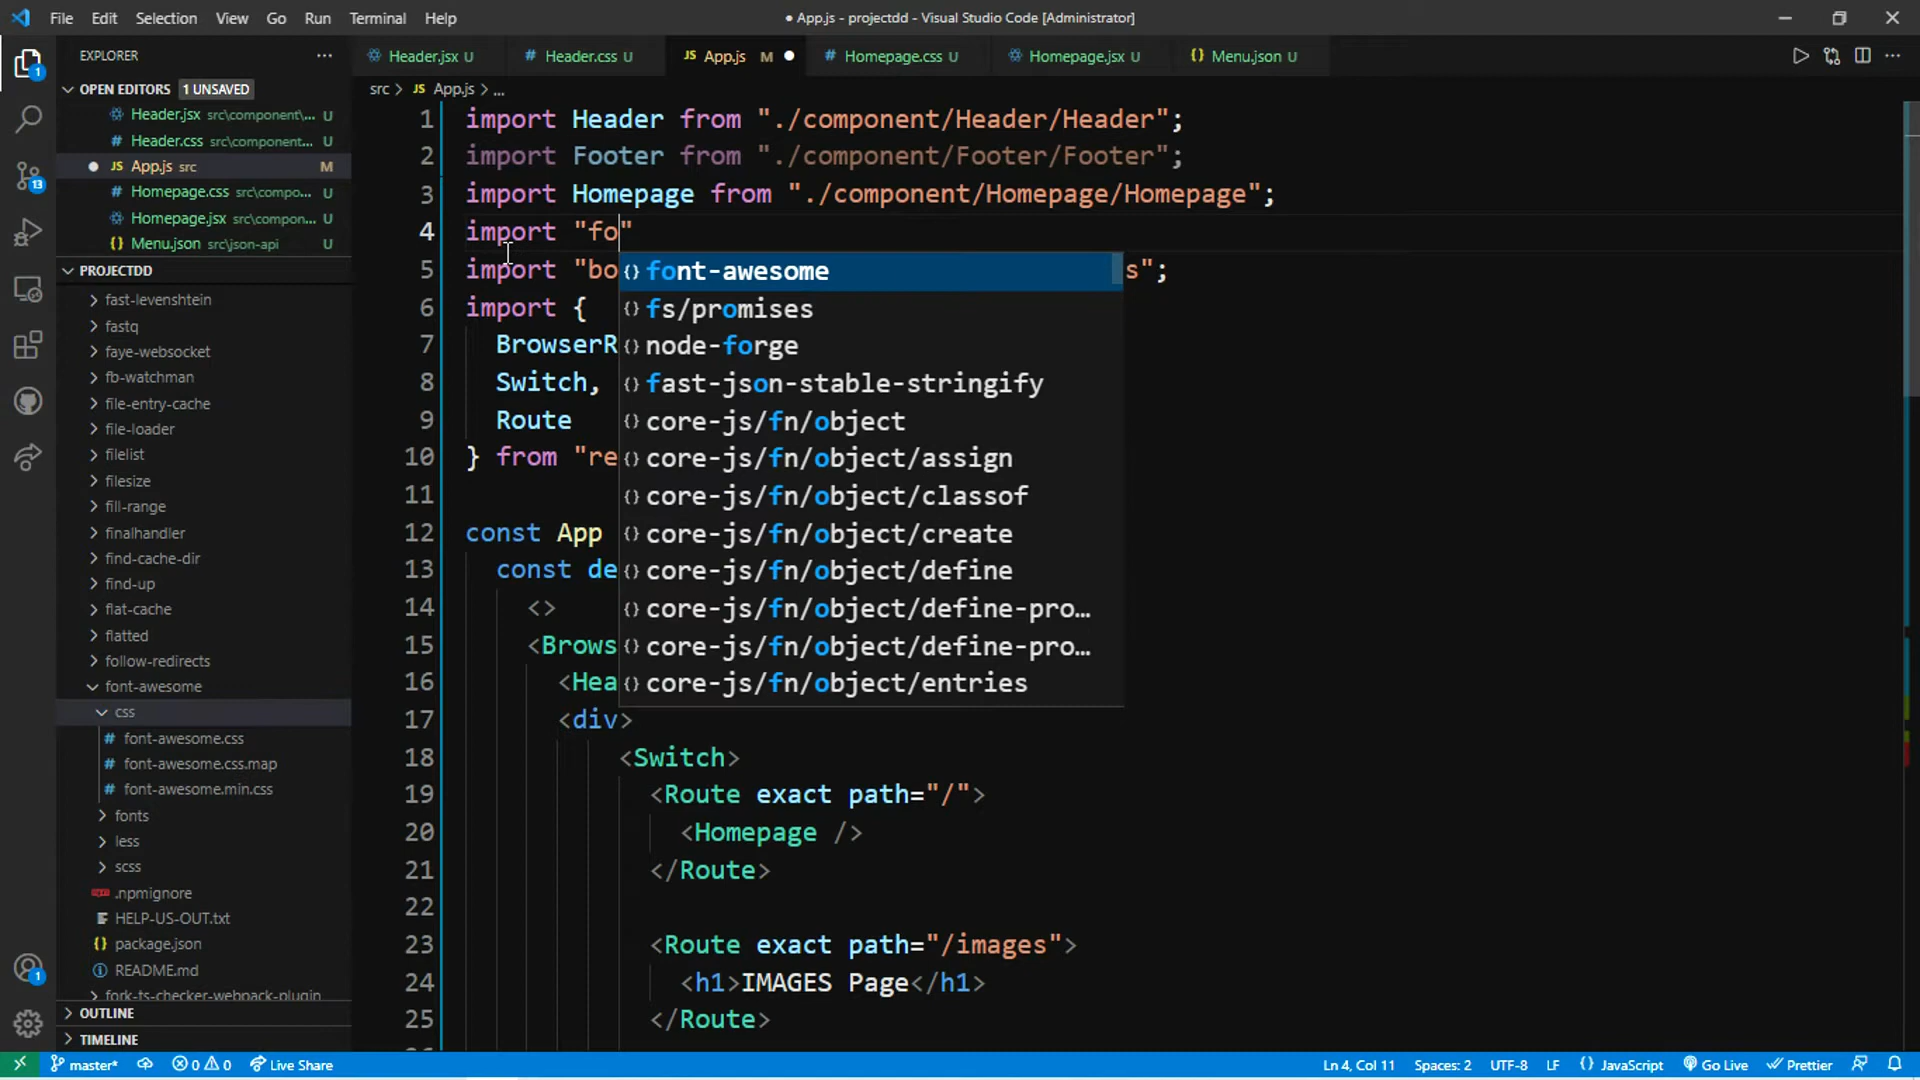 File Edit Selection View Go Run Terminal Help
● App.js - projectdd - Visual Studio Code [Administrator]
EXPLORER
Header.jsx U
# Header.css U
JS App.js M
# Homepage.css U
Homepage.jsx U
{} Menu.json U
OPEN EDITORS 1 UNSAVED
Header.jsx src\component\... U
# Header.css src\component... U
JS App.js src M
# Homepage.css src\compo... U
Homepage.jsx src\compon... U
{} Menu.json src\json-api U
PROJECTDD
fast-levenshtein
fastq
faye-websocket
fb-watchman
file-entry-cache
file-loader
filelist
filesize
fill-range
finalhandler
find-cache-dir
find-up
flat-cache
flatted
follow-redirects
font-awesome
css
# font-awesome.css
# font-awesome.css.map
# font-awesome.min.css
fonts
less
scss
.npmignore
HELP-US-OUT.txt
{} package.json
README.md
fork-ts-checker-webpack-plugin
OUTLINE
TIMELINE
src > JS App.js > ...
1 import Header from "./component/Header/Header";
2 import Footer from "./component/Footer/Footer";
3 import Homepage from "./component/Homepage/Homepage";
4 import "fo"
5 import "bo s";
6 import {
7 BrowserR
8 Switch,
9 Route
10 } from "re
11
12 const App
13 const de
14 <>
15 <Brows
16 <Hea
17 <div>
18 <Switch>
19 <Route exact path="/">
20 <Homepage />
21 </Route>
22
23 <Route exact path="/images">
24 <h1>IMAGES Page</h1>
25 </Route>
{} font-awesome
{} fs/promises
{} node-forge
{} fast-json-stable-stringify
{} core-js/fn/object
{} core-js/fn/object/assign
{} core-js/fn/object/classof
{} core-js/fn/object/create
{} core-js/fn/object/define
{} core-js/fn/object/define-pro...
{} core-js/fn/object/define-pro...
{} core-js/fn/object/entries
1
13
1
master* 0 0 Live Share
Ln 4, Col 11 Spaces: 2 UTF-8 LF {} JavaScript Go Live Prettier